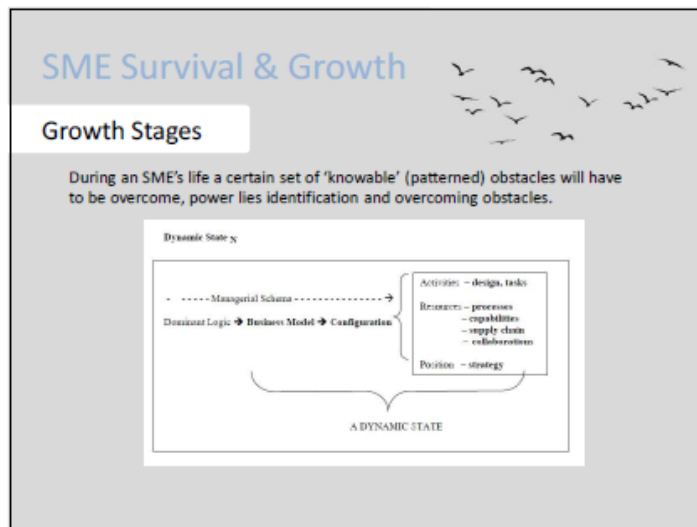 SME Survival & Growth
Growth Stages
During an SME's life a certain set of 'knowable' (patterned) obstacles will have
to be overcome, power lies identification and overcoming obstacles.
Dynamic State N
- - - - - - Managerial Schema - - - - - - - - - - - - - - - →
Dominant Logic → Business Model → Configuration
Activities – design, tasks
Resources – processes
– capabilities
– supply chain
– collaborations
Position – strategy
A DYNAMIC STATE